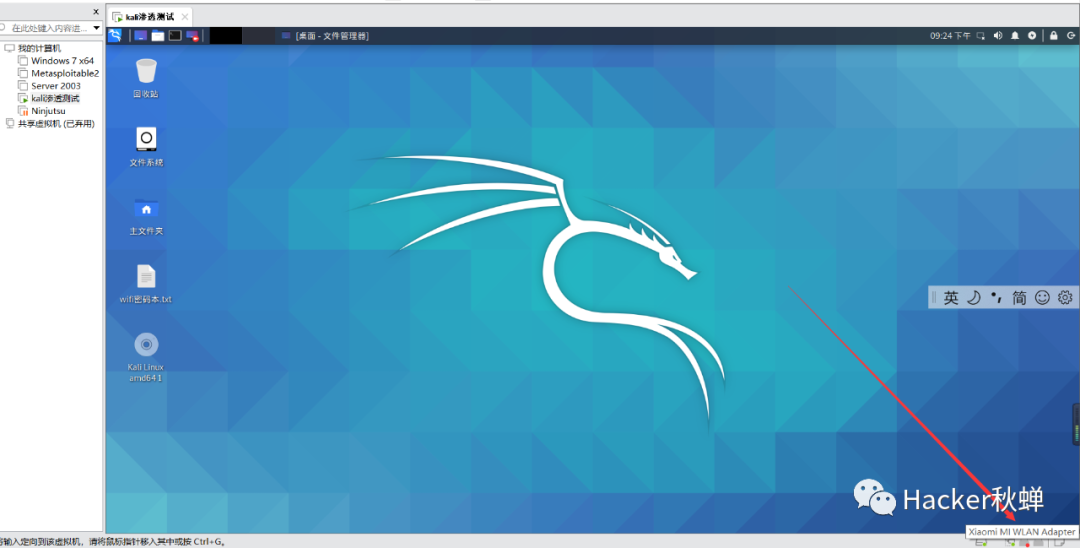 x
kali渗透测试 ×
在此处键入内容进...
[桌面 - 文件管理器]
09:24 下午
我的计算机
Windows 7 x64
Metasploitable2
Server 2003
kali渗透测试
Ninjutsu
共享虚拟机 (已弃用)
回收站
文件系统
主文件夹
wifi密码本.txt
Kali Linux
amd64 1
英 简
Hacker秋蝉
Xiaomi MI WLAN Adapter
输入定向到该虚拟机,请将鼠标指针移入其中或按 Ctrl+G。